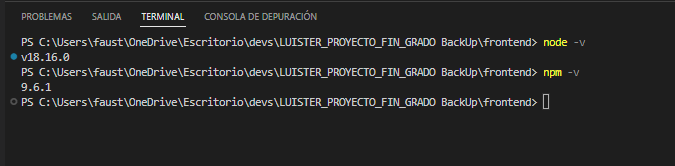 PROBLEMAS SALIDA TERMINAL CONSOLA DE DEPURACIÓN
PS C:\Users\faust\OneDrive\Escritorio\devs\LUISTER_PROYECTO_FIN_GRADO BackUp\frontend> node -v
v18.16.0
PS C:\Users\faust\OneDrive\Escritorio\devs\LUISTER_PROYECTO_FIN_GRADO BackUp\frontend> npm -v
9.6.1
PS C:\Users\faust\OneDrive\Escritorio\devs\LUISTER_PROYECTO_FIN_GRADO BackUp\frontend>